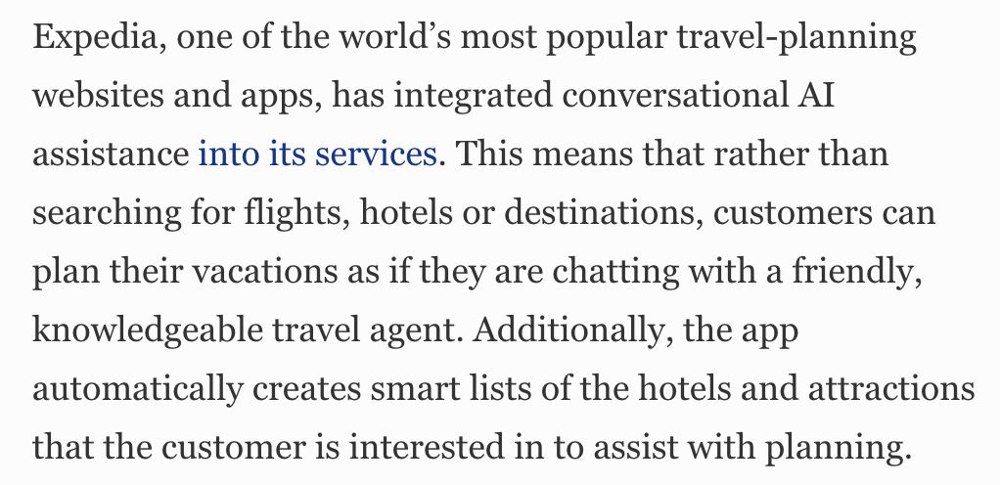 Expedia, one of the world’s most popular travel-planning
websites and apps, has integrated conversational AI
assistance into its services. This means that rather than
searching for flights, hotels or destinations, customers can
plan their vacations as if they are chatting with a friendly,
knowledgeable travel agent. Additionally, the app
automatically creates smart lists of the hotels and attractions
that the customer is interested in to assist with planning.